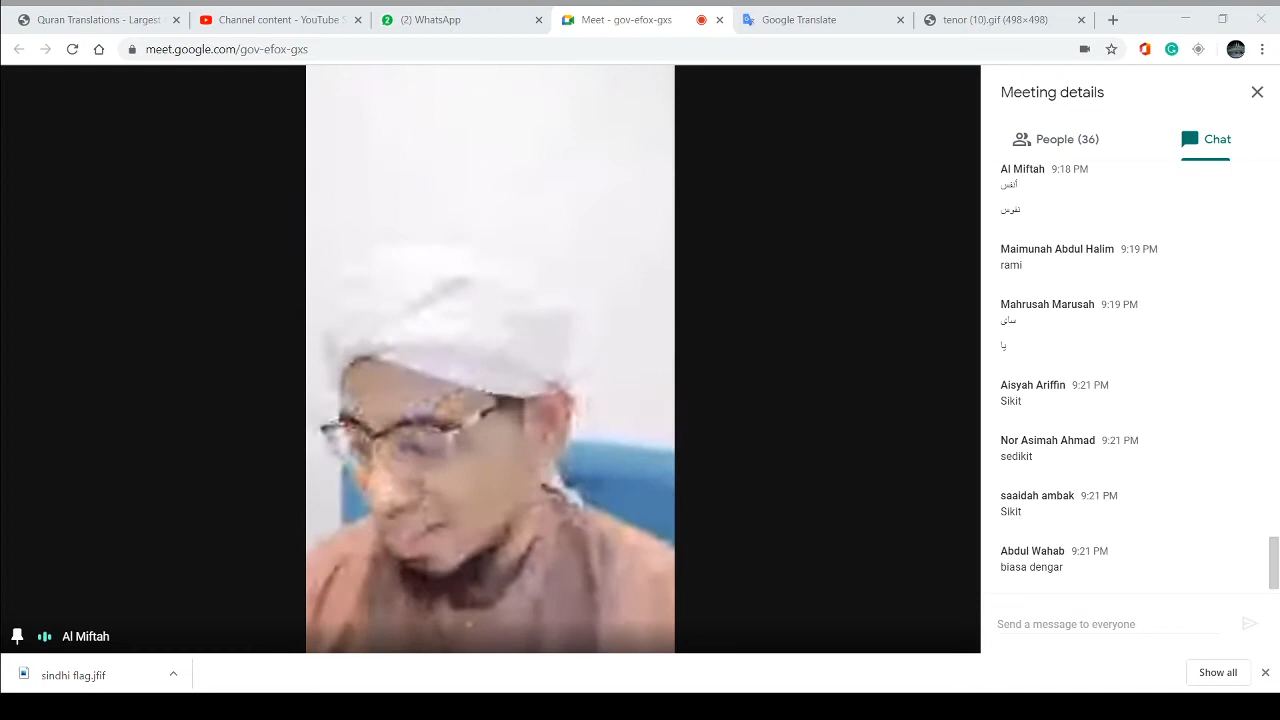 Quran Translations - Largest
Channel content - YouTube S
(2) WhatsApp
Meet - gov-efox-gxs
Google Translate
tenor (10).gif (498×498)
meet.google.com/gov-efox-gxs
Meeting details
People (36)
Chat
Al Miftah 9:18 PM
أنفس
نفوس
Maimunah Abdul Halim 9:19 PM
rami
Mahrusah Marusah 9:19 PM
ساى
ڤا
Aisyah Ariffin 9:21 PM
Sikit
Nor Asimah Ahmad 9:21 PM
sedikit
saaidah ambak 9:21 PM
Sikit
Abdul Wahab 9:21 PM
biasa dengar
Send a message to everyone
Al Miftah
sindhi flag.jfif
Show all